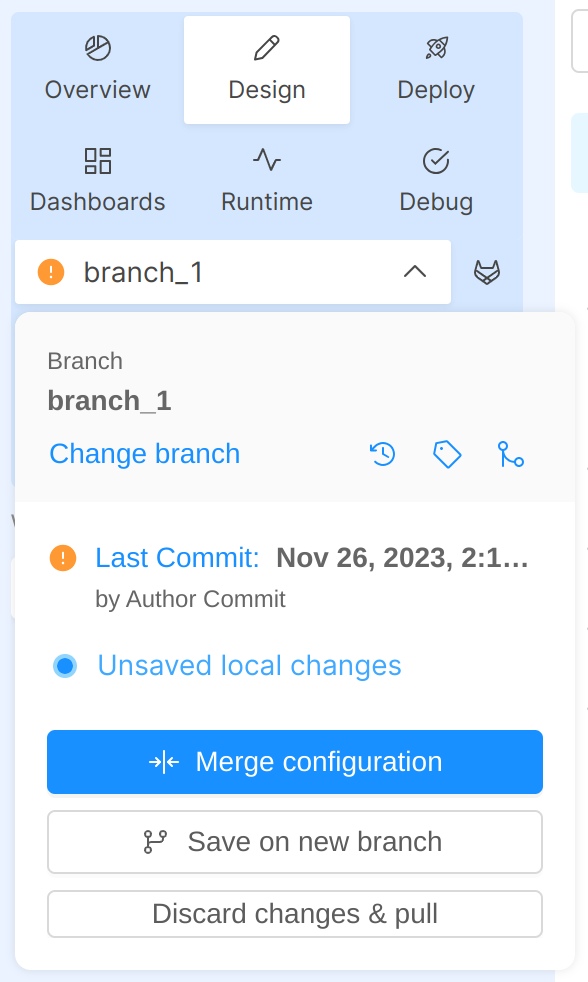 Overview
Design
Deploy
Dashboards
Runtime
Debug
branch_1
Branch
branch_1
Change branch
Last Commit: Nov 26, 2023, 2:1...
by Author Commit
Unsaved local changes
Merge configuration
Save on new branch
Discard changes & pull